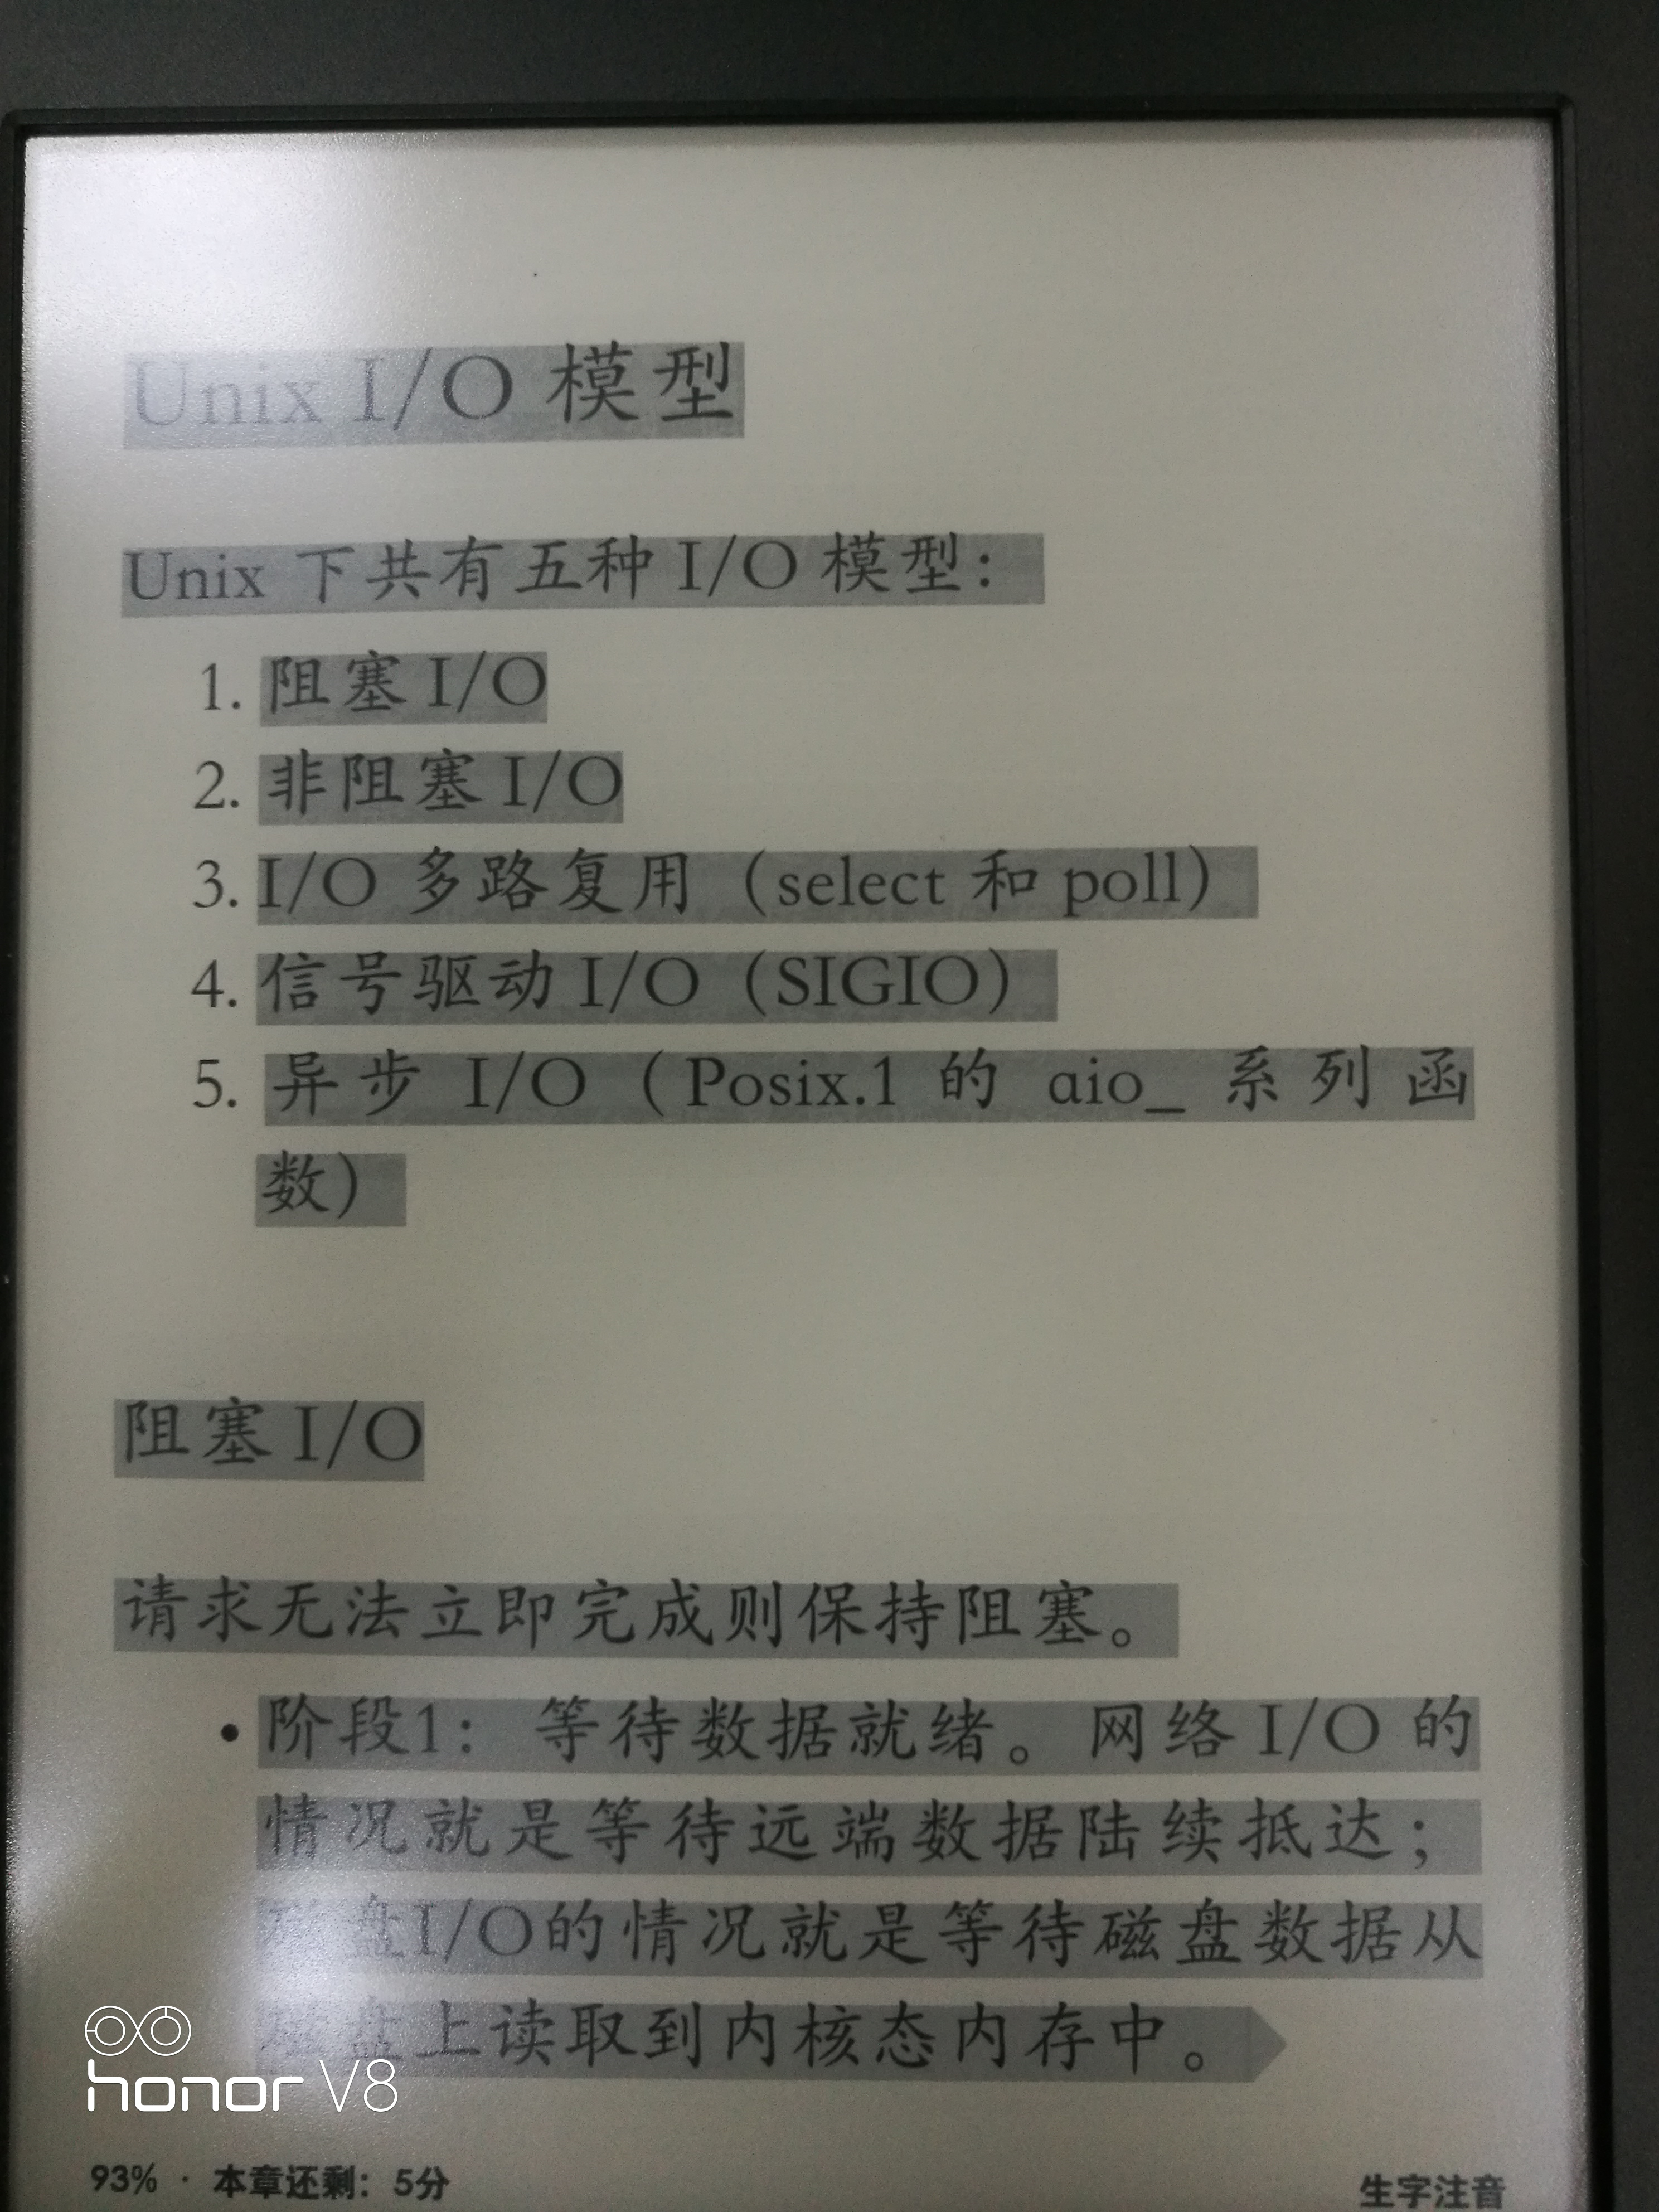 Unix I/O 模型
Unix 下共有五种 I/O 模型：
1. 阻塞 I/O
2. 非阻塞 I/O
3. I/O 多路复用（select 和 poll）
4. 信号驱动 I/O（SIGIO）
5. 异步 I/O（Posix.1 的 aio_ 系列函
数）
阻塞 I/O
请求无法立即完成则保持阻塞。
• 阶段1：等待数据就绪。网络 I/O 的
情况就是等待远端数据陆续抵达；
磁盘I/O的情况就是等待磁盘数据从
磁盘上读取到内核态内存中。
honor V8
93% · 本章还剩：5分
生字注音